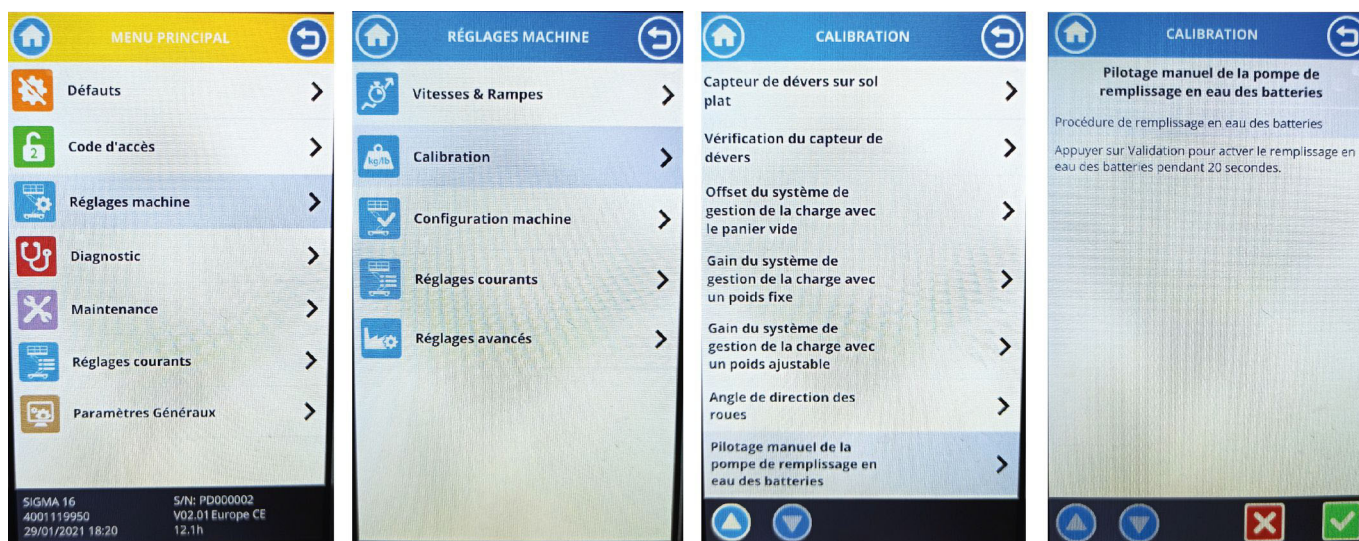 MENU PRINCIPAL
Défauts
2
Code d'accès
Réglages machine
Diagnostic
Maintenance
Réglages courants
Paramètres Généraux
SIGMA 16
4001119950
29/01/2021 18:20
S/N: PD000002
V02.01 Europe CE
12.1h
RÉGLAGES MACHINE
Vitesses & Rampes
kg/lb
Calibration
Configuration machine
Réglages courants
Réglages avancés
CALIBRATION
Capteur de dévers sur sol
plat
Vérification du capteur de
dévers
Offset du système de
gestion de la charge avec
le panier vide
Gain du système de
gestion de la charge avec
un poids fixe
Gain du système de
gestion de la charge avec
un poids ajustable
Angle de direction des
roues
Pilotage manuel de la
pompe de remplissage en
eau des batteries
CALIBRATION
Pilotage manuel de la pompe de
remplissage en eau des batteries
Procédure de remplissage en eau des batteries
Appuyer sur Validation pour actver le remplissage en
eau des batteries pendant 20 secondes.